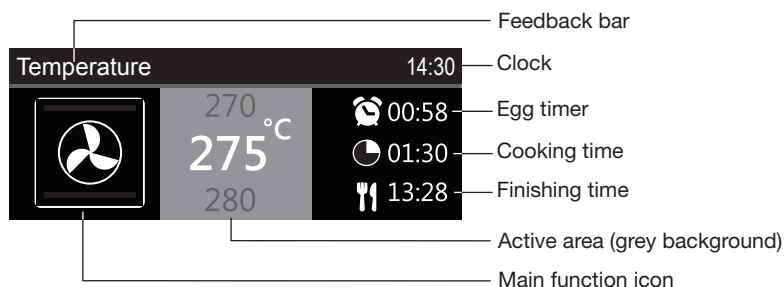 Feedback bar
Temperature 14:30 Clock
270
275 °C
280
00:58 Egg timer
01:30 Cooking time
13:28 Finishing time
Active area (grey background)
Main function icon